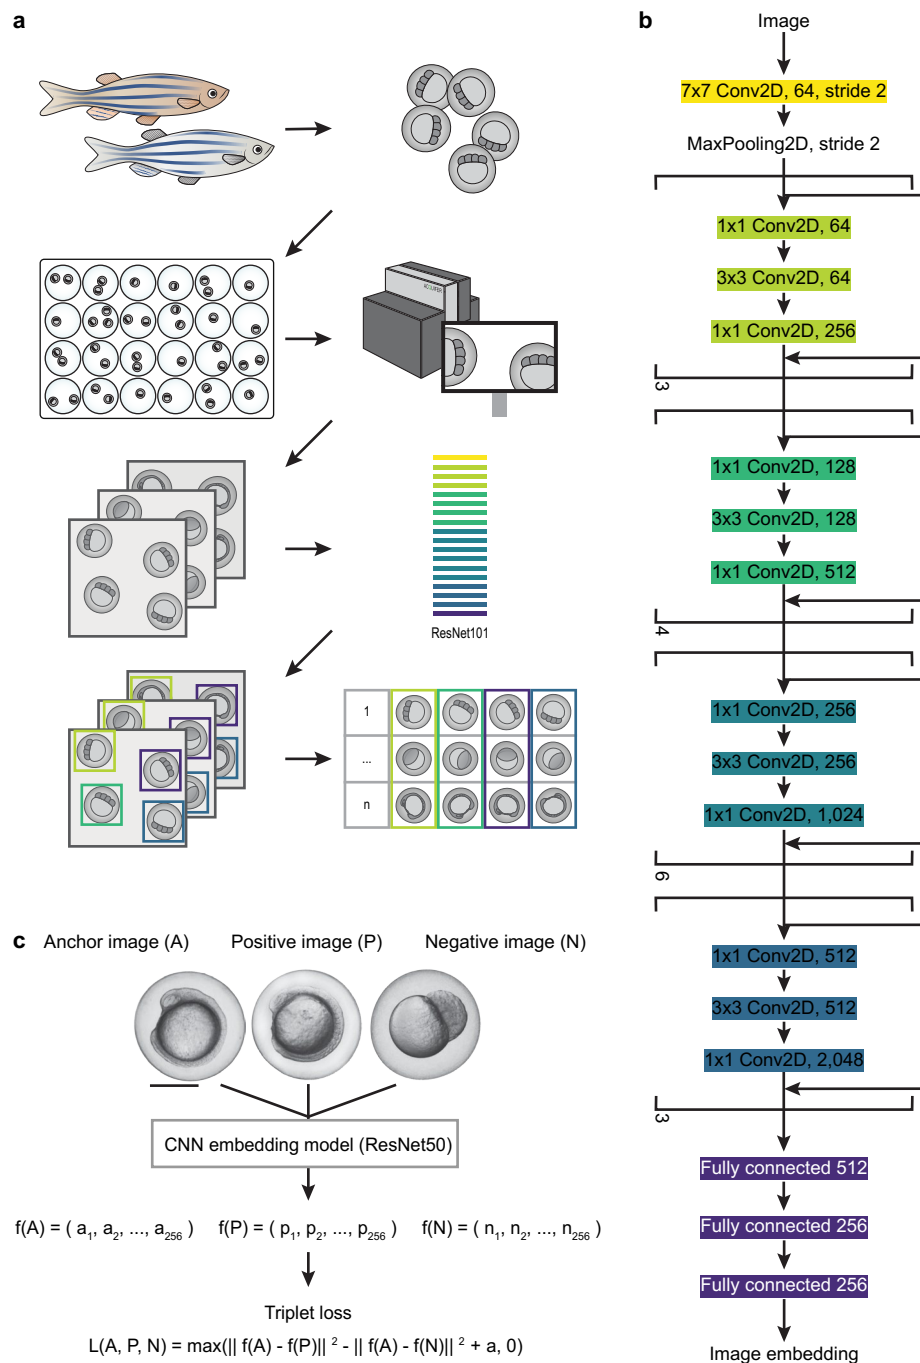 a
ACQUIFER
ResNet101
1
...
n
b
Image
7x7 Conv2D, 64, stride 2
MaxPooling2D, stride 2
1x1 Conv2D, 64
3x3 Conv2D, 64
1x1 Conv2D, 256
3
1x1 Conv2D, 128
3x3 Conv2D, 128
1x1 Conv2D, 512
4
1x1 Conv2D, 256
3x3 Conv2D, 256
1x1 Conv2D, 1,024
6
1x1 Conv2D, 512
3x3 Conv2D, 512
1x1 Conv2D, 2,048
3
Fully connected 512
Fully connected 256
Fully connected 256
Image embedding
c
Anchor image (A) Positive image (P) Negative image (N)
CNN embedding model (ResNet50)
f(A) = ( a₁, a₂, ..., a₂₅₆ ) f(P) = ( p₁, p₂, ..., p₂₅₆ ) f(N) = ( n₁, n₂, ..., n₂₅₆ )
Triplet loss
L(A, P, N) = max(|| f(A) - f(P)|| ² - || f(A) - f(N)|| ² + a, 0)